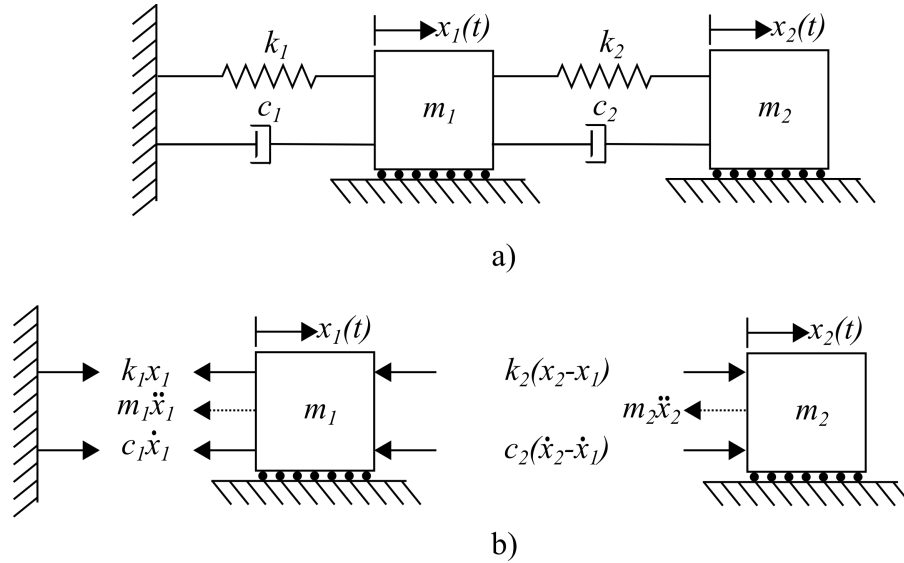 x₁(t) x₂(t)
k₁ k₂
c₁ m₁ c₂ m₂
a)
x₁(t) x₂(t)
k₁x₁ k₂(x₂-x₁)
m₁ẍ₁ m₁ m₂ẍ₂ m₂
c₁ẋ₁ c₂(ẋ₂-ẋ₁)
b)